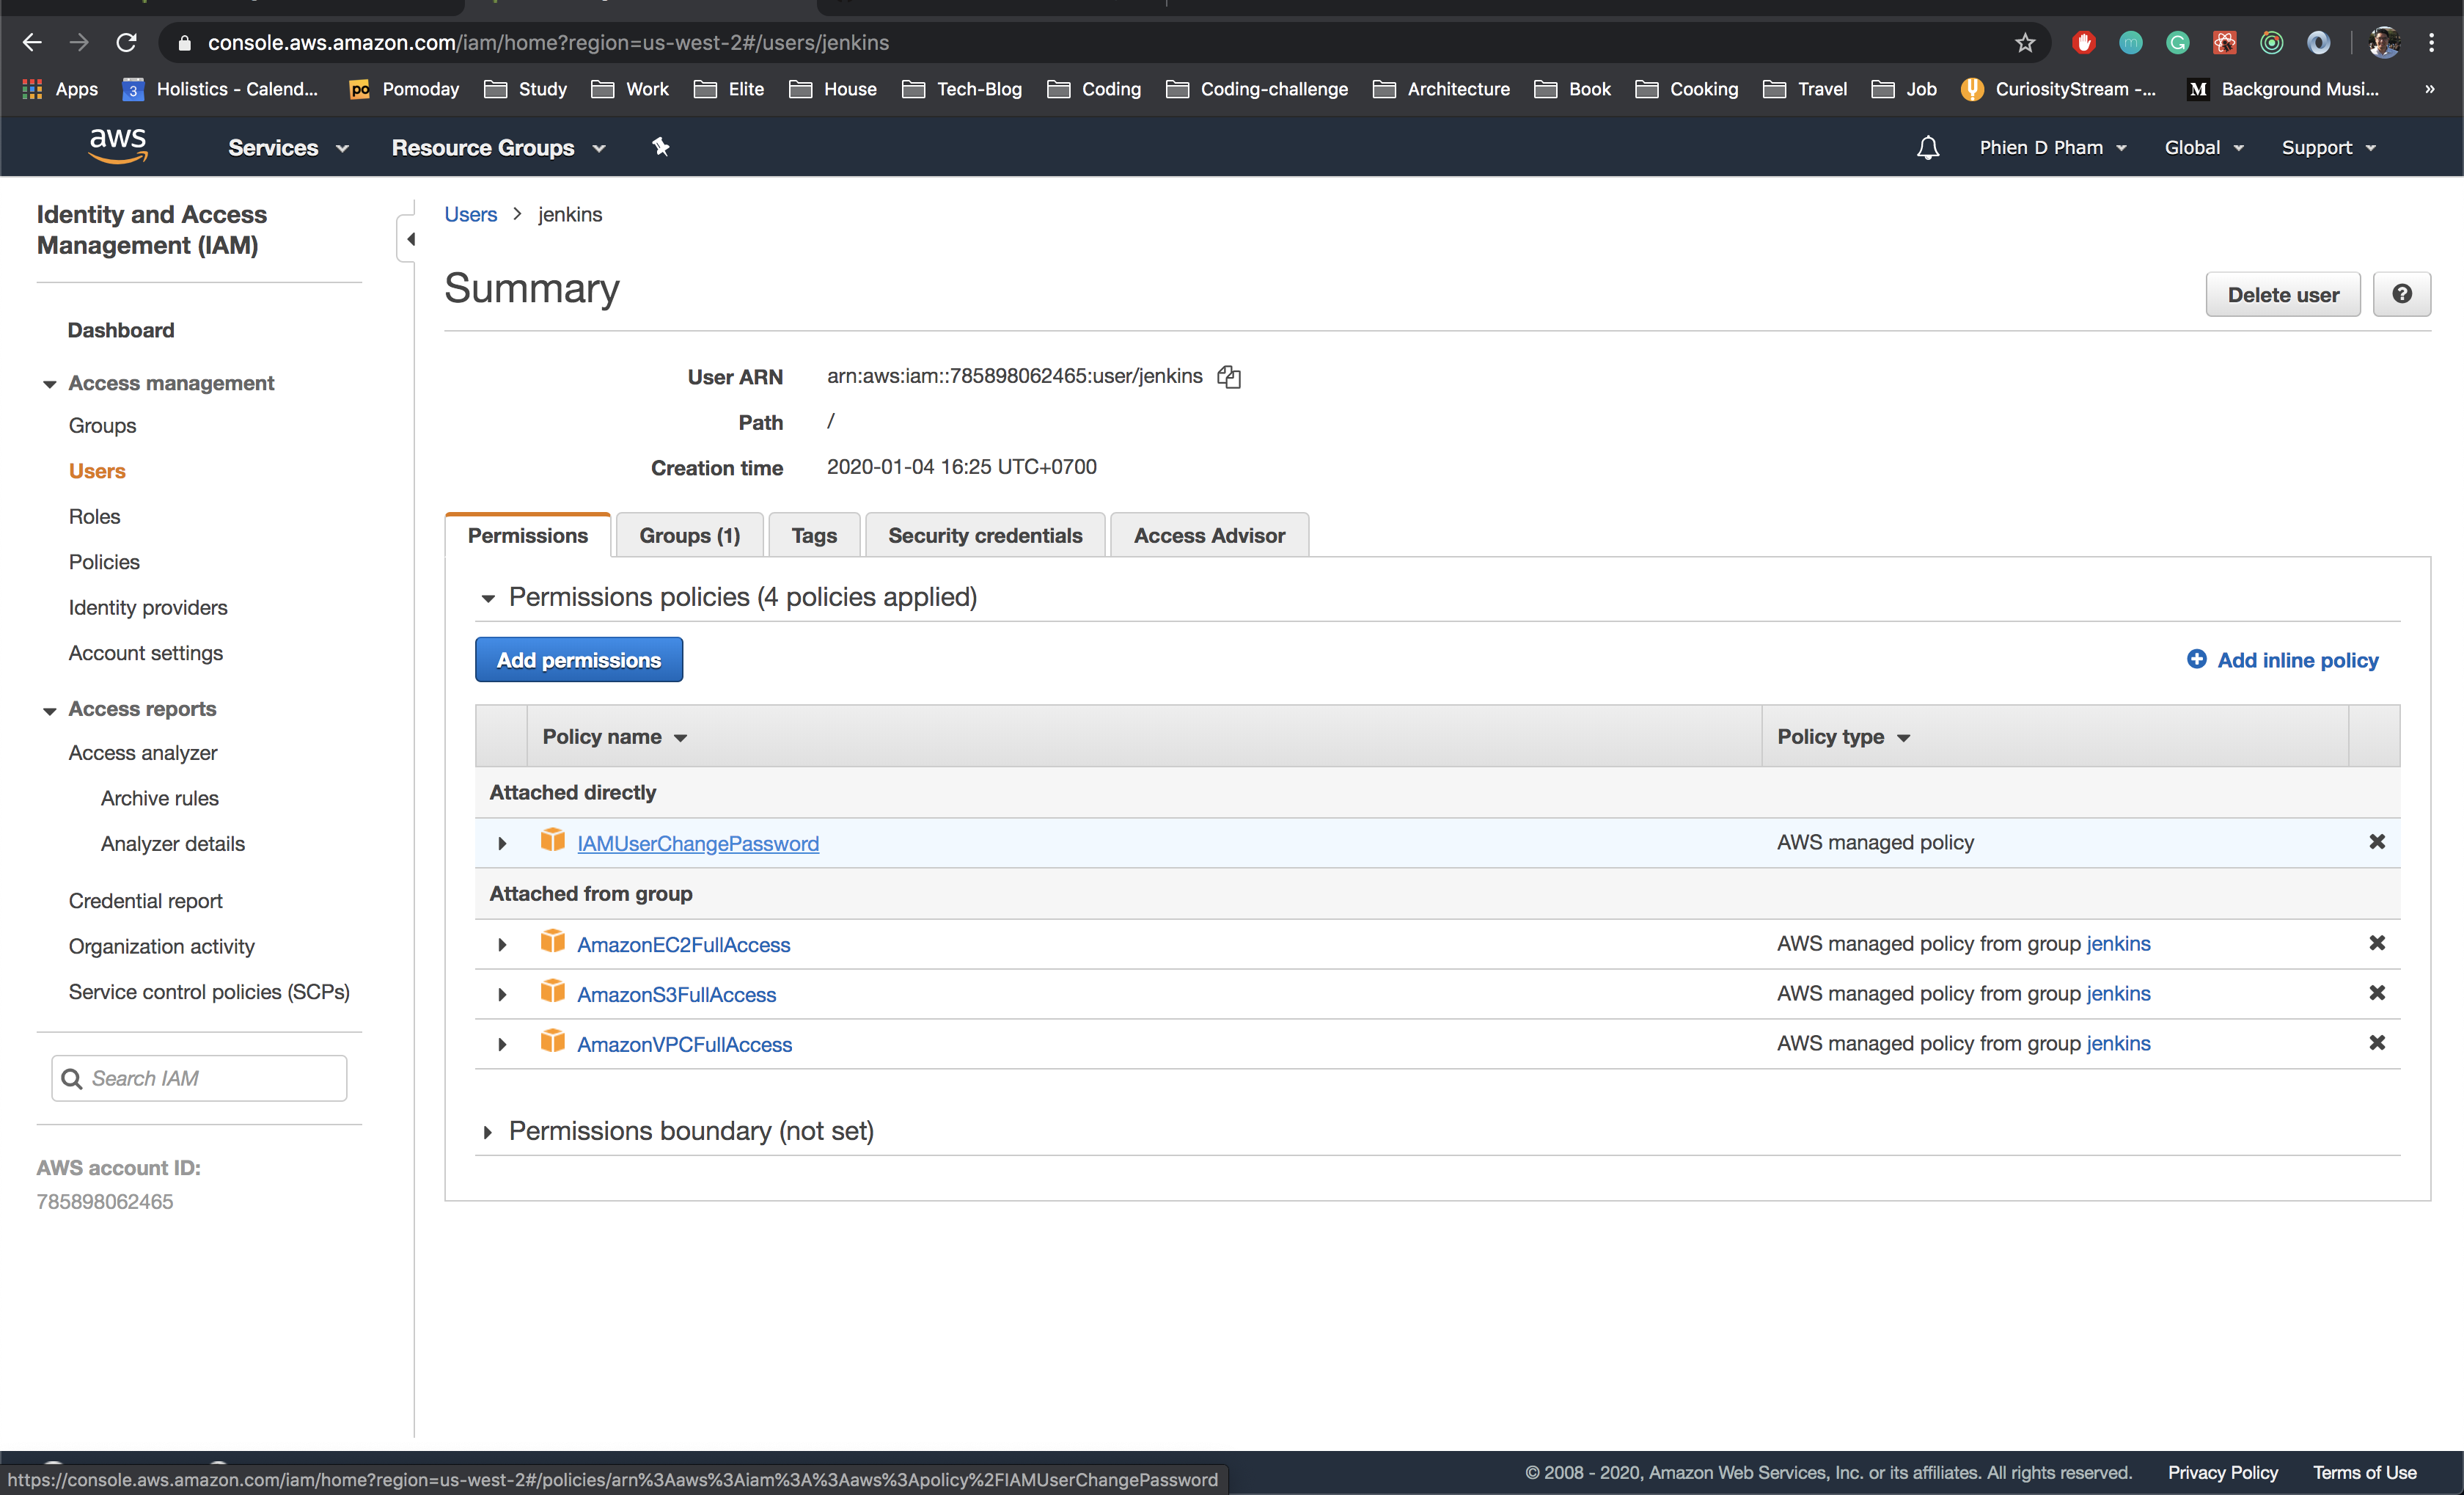 console.aws.amazon.com/iam/home?region=us-west-2#/users/jenkins
Apps
3
Holistics - Calend...
po
Pomoday
Study
Work
Elite
House
Tech-Blog
Coding
Coding-challenge
Architecture
Book
Cooking
Travel
Job
CuriosityStream -...
M
Background Musi...
»
aws
Services
Resource Groups
Phien D Pham
Global
Support
Identity and Access
Management (IAM)
Dashboard
Access management
Groups
Users
Roles
Policies
Identity providers
Account settings
Access reports
Access analyzer
Archive rules
Analyzer details
Credential report
Organization activity
Service control policies (SCPs)
Search IAM
AWS account ID:
785898062465
Users > jenkins
Summary
Delete user
?
User ARN arn:aws:iam::785898062465:user/jenkins
Path /
Creation time 2020-01-04 16:25 UTC+0700
Permissions
Groups (1)
Tags
Security credentials
Access Advisor
Permissions policies (4 policies applied)
Add permissions
Add inline policy
Policy name
Policy type
Attached directly
IAMUserChangePassword AWS managed policy
Attached from group
AmazonEC2FullAccess AWS managed policy from group jenkins
AmazonS3FullAccess AWS managed policy from group jenkins
AmazonVPCFullAccess AWS managed policy from group jenkins
Permissions boundary (not set)
https://console.aws.amazon.com/iam/home?region=us-west-2#/policies/arn%3Aaws%3Aiam%3A%3Aaws%3Apolicy%2FIAMUserChangePassword
© 2008 - 2020, Amazon Web Services, Inc. or its affiliates. All rights reserved.
Privacy Policy
Terms of Use